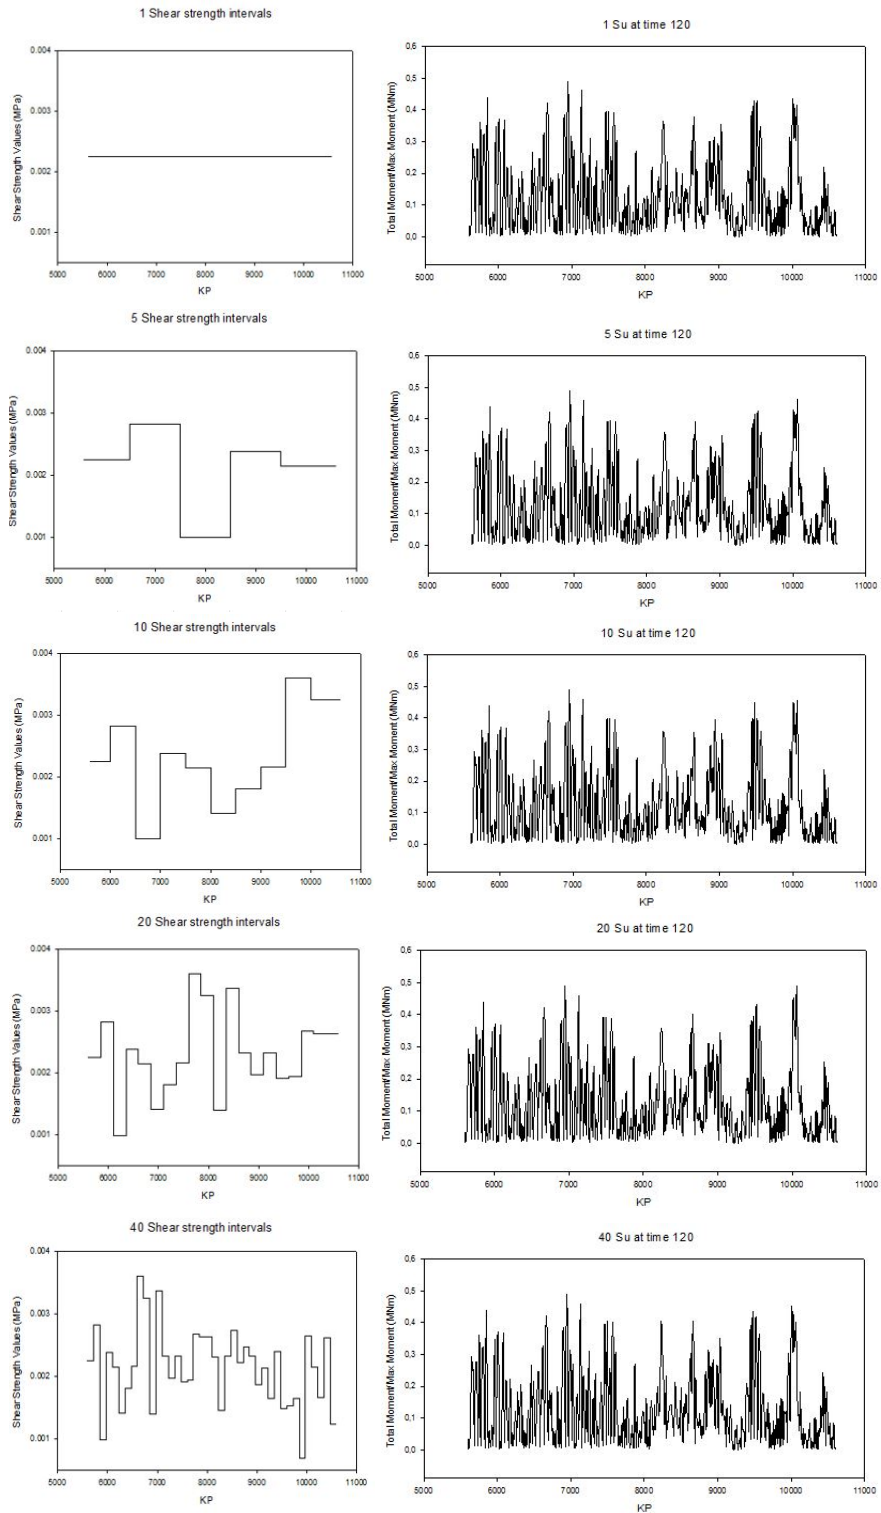 1 Shear strength intervals
Shear Strength Values (MPa)
0.004
0.003
0.002
0.001
5000 6000 7000 8000 9000 10000 11000
KP
1 Su at time 120
Total Moment/Max Moment (MNm)
0,6
0,5
0,4
0,3
0,2
0,1
0,0
5000 6000 7000 8000 9000 10000 11000
KP
5 Shear strength intervals
Shear Strength Values (MPa)
0.004
0.003
0.002
0.001
5000 6000 7000 8000 9000 10000 11000
KP
5 Su at time 120
Total Moment/Max Moment (MNm)
0,6
0,5
0,4
0,3
0,2
0,1
0,0
5000 6000 7000 8000 9000 10000 11000
KP
10 Shear strength intervals
Shear Strength Values (MPa)
0.004
0.003
0.002
0.001
5000 6000 7000 8000 9000 10000 11000
KP
10 Su at time 120
Total Moment/Max Moment (MNm)
0,6
0,5
0,4
0,3
0,2
0,1
0,0
5000 6000 7000 8000 9000 10000 11000
KP
20 Shear strength intervals
Shear Strength Values (MPa)
0.004
0.003
0.002
0.001
5000 6000 7000 8000 9000 10000 11000
KP
20 Su at time 120
Total Moment/Max Moment (MNm)
0,6
0,5
0,4
0,3
0,2
0,1
0,0
5000 6000 7000 8000 9000 10000 11000
KP
40 Shear strength intervals
Shear Strength Values (MPa)
0.004
0.003
0.002
0.001
5000 6000 7000 8000 9000 10000 11000
KP
40 Su at time 120
Total Moment/Max Moment (MNm)
0,6
0,5
0,4
0,3
0,2
0,1
0,0
5000 6000 7000 8000 9000 10000 11000
KP